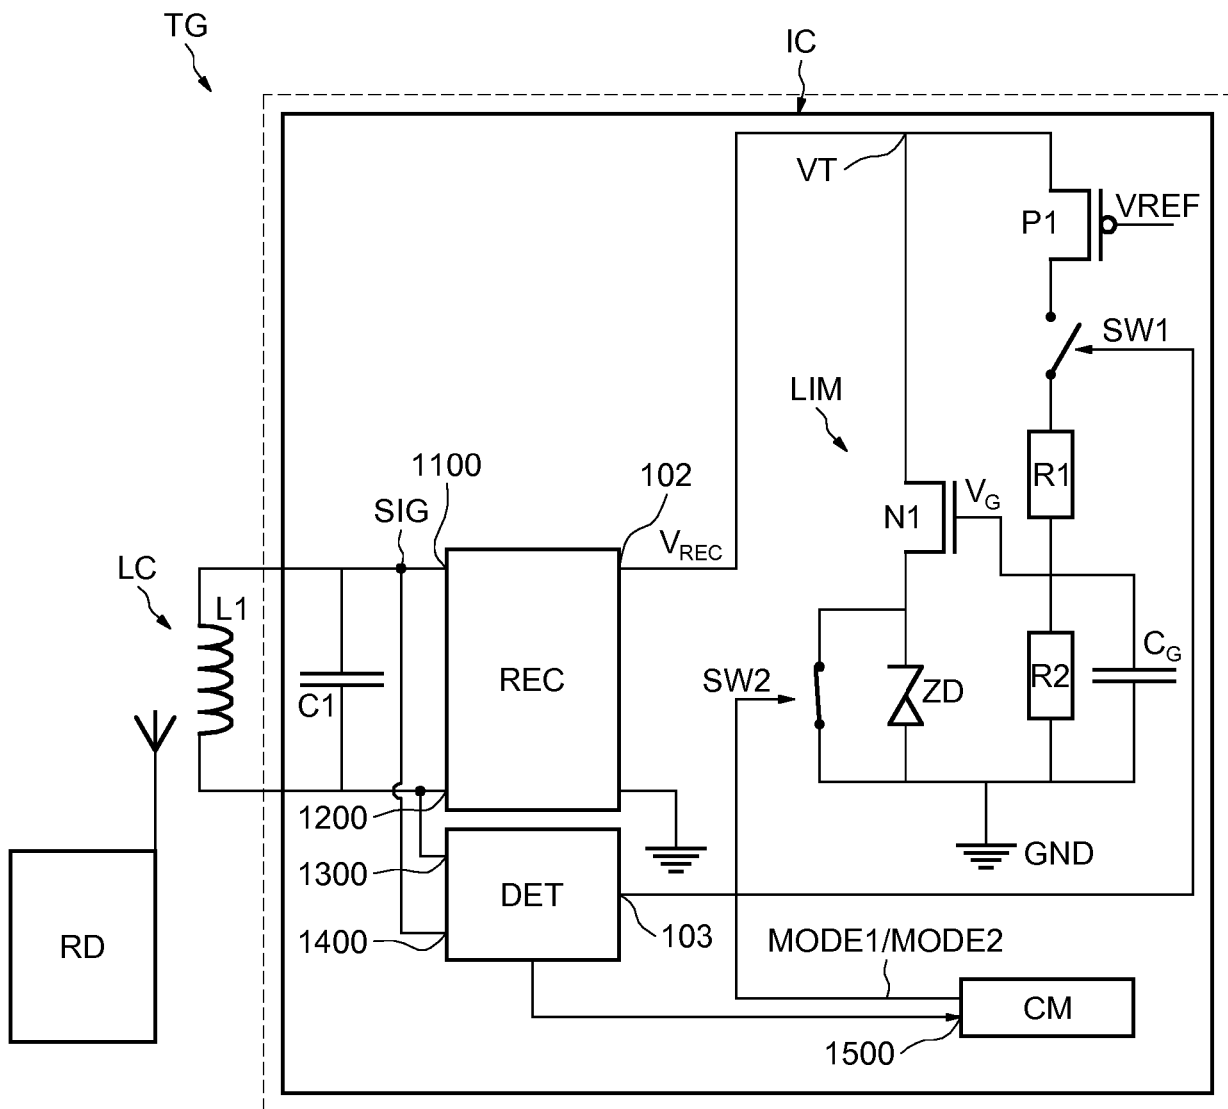 TG
IC
VT
P1
VREF
SW1
LIM
1100
102
R1
SIG
N1
V_G
V_REC
LC
L1
C_G
REC
SW2
ZD
R2
C1
1200
1300
GND
DET
1400
103
MODE1/MODE2
RD
CM
1500